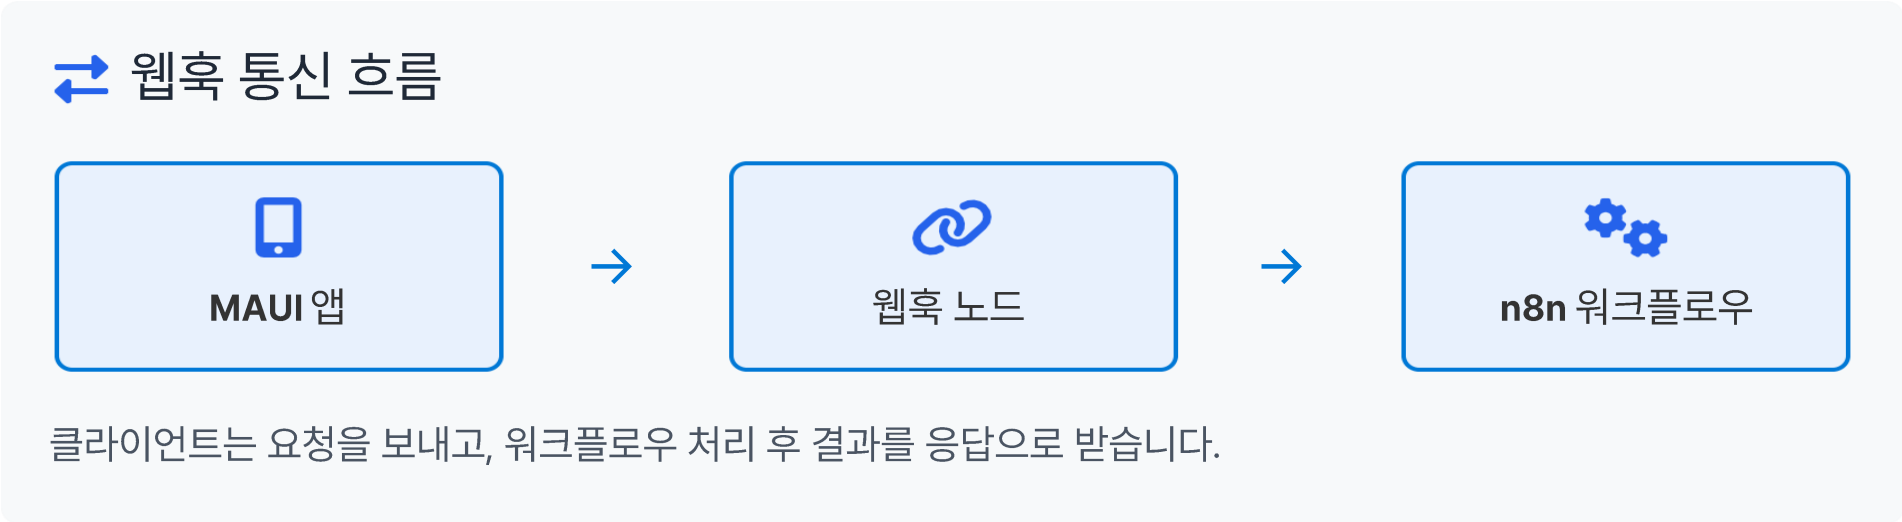 웹훅 통신 흐름
MAUI 앱
웹훅 노드
n8n 워크플로우
클라이언트는 요청을 보내고, 워크플로우 처리 후 결과를 응답으로 받습니다.